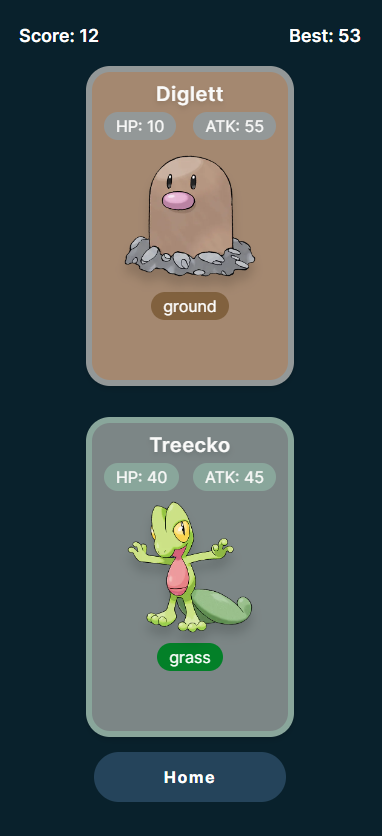 Score: 12 Best: 53
Diglett
HP: 10 ATK: 55
ground
Treecko
HP: 40 ATK: 45
grass
Home